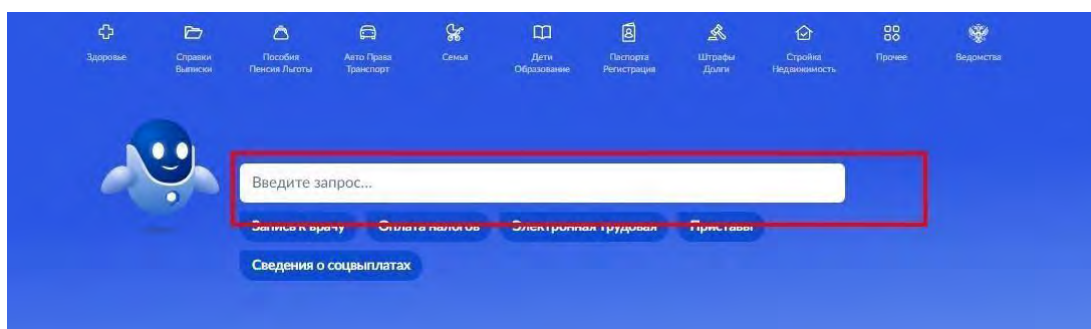 Здоровье
Справки
Выписки
Пособия
Пенсия Льготы
Авто Права
Транспорт
Семья
Дети
Образование
Паспорта
Регистрация
Штрафы
Долги
Стройка
Недвижимость
Прочее
Ведомства
Введите запрос...
Запись к врачу
Оплата налогов
Электронная трудовая
Приставы
Сведения о соцвыплатах